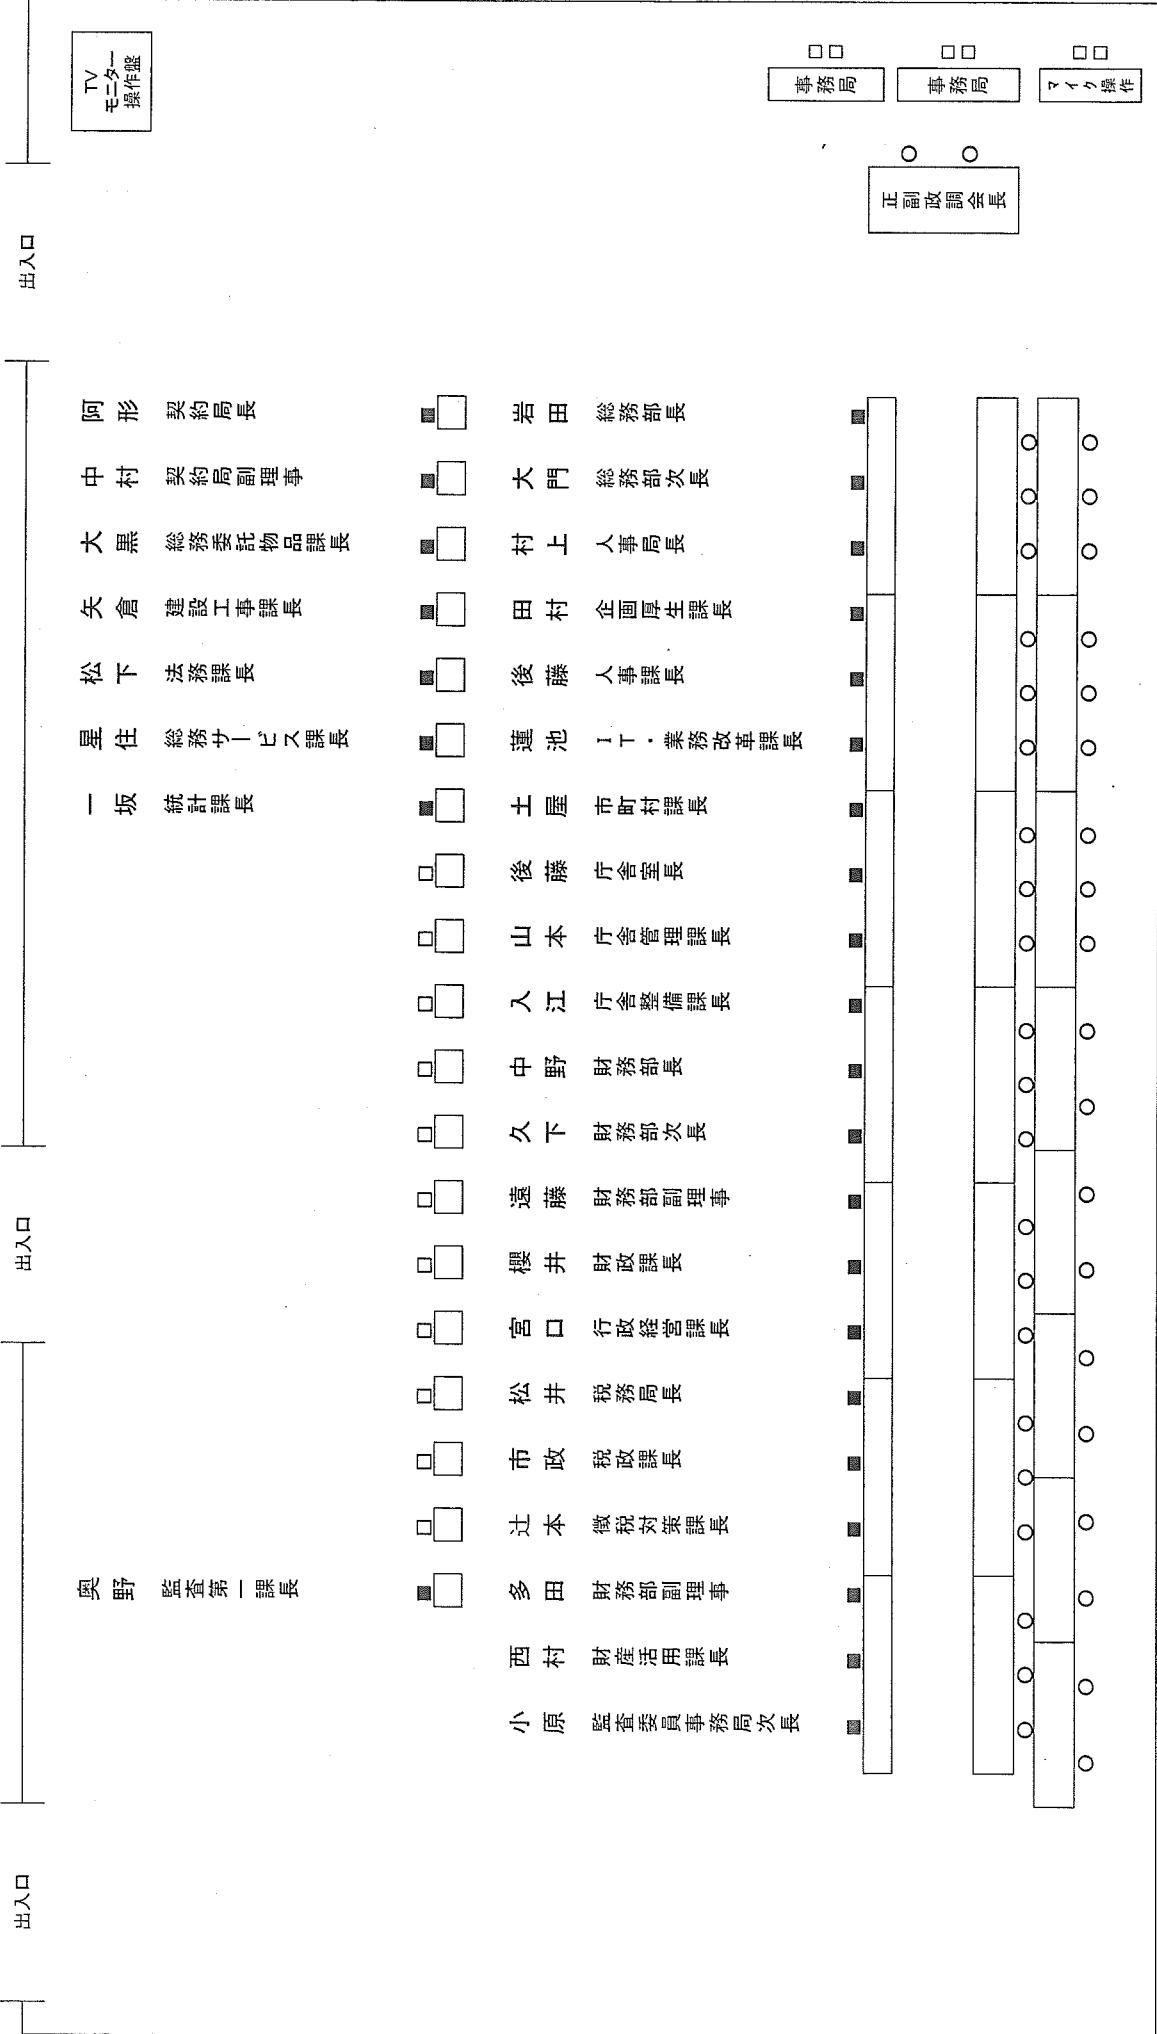 TV
モニター
操作盤
事務局
事務局
マイク操作
正副政調会長
出入口
阿形 契約局長
中村 契約局副理事
大黒 総務委託物品課長
矢倉 建設工事課長
松下 法務課長
星住 総務サービス課長
一坂 統計課長
岩田 総務部長
大門 総務部次長
村上 人事局長
田村 企画厚生課長
後藤 人事課長
蓮池 IT・業務改革課長
土屋 市町村課長
後藤 庁舎室長
山本 庁舎管理課長
入江 庁舎整備課長
中野 財務部長
久下 財務部次長
遠藤 財務部副理事
櫻井 財政課長
宮口 行政経営課長
松井 税務局長
市政 税政課長
辻本 徴税対策課長
多田 財務部副理事
西村 財産活用課長
小原 監査委員事務局次長
出入口
奥野 監査第一課長
出入口